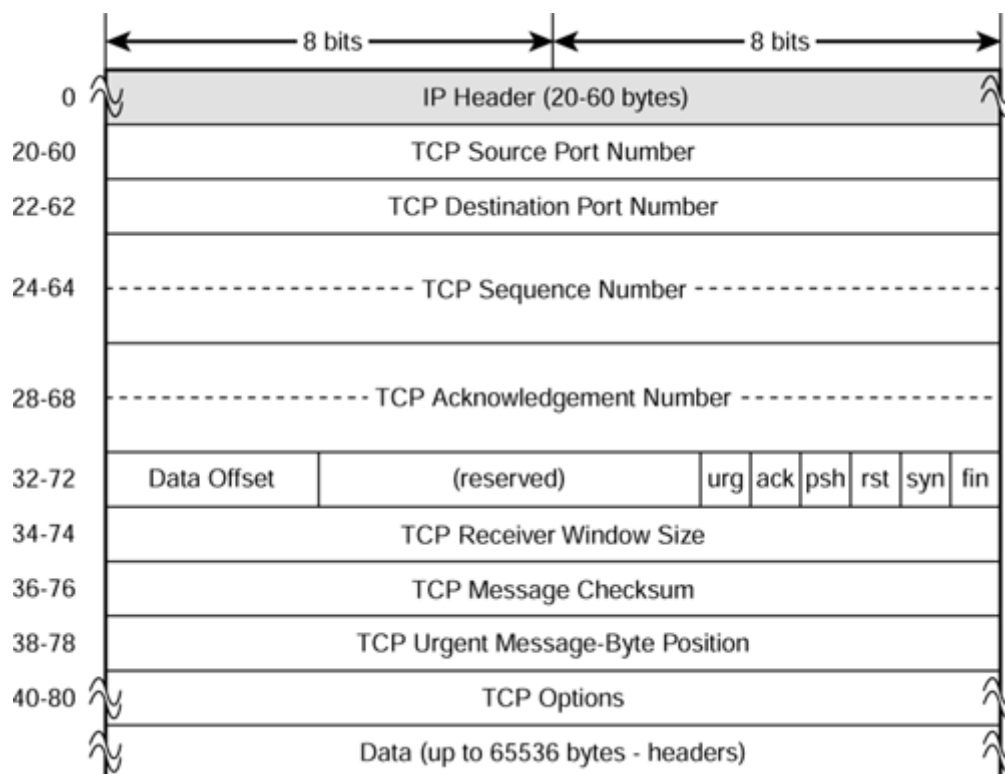 8 bits 8 bits
0 IP Header (20-60 bytes)
20-60 TCP Source Port Number
22-62 TCP Destination Port Number
24-64 TCP Sequence Number
28-68 TCP Acknowledgement Number
32-72 Data Offset (reserved) urg ack psh rst syn fin
34-74 TCP Receiver Window Size
36-76 TCP Message Checksum
38-78 TCP Urgent Message-Byte Position
40-80 TCP Options
Data (up to 65536 bytes - headers)